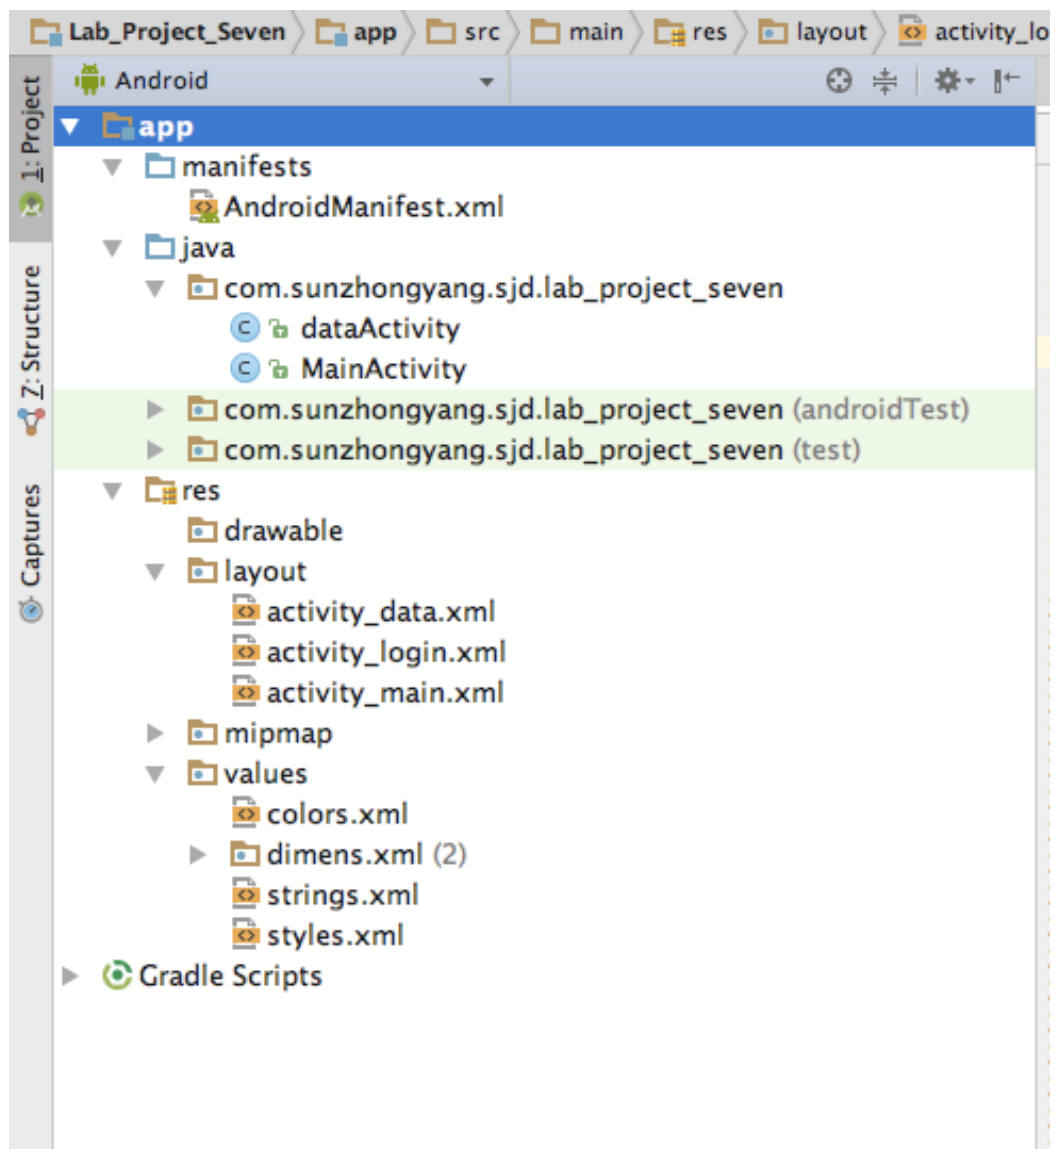 Lab_Project_Seven app src main res layout activity_lo
Android
1: Project
Z: Structure
Captures
app
manifests
AndroidManifest.xml
java
com.sunzhongyang.sjd.lab_project_seven
dataActivity
MainActivity
com.sunzhongyang.sjd.lab_project_seven (androidTest)
com.sunzhongyang.sjd.lab_project_seven (test)
res
drawable
layout
activity_data.xml
activity_login.xml
activity_main.xml
mipmap
values
colors.xml
dimens.xml (2)
strings.xml
styles.xml
Gradle Scripts